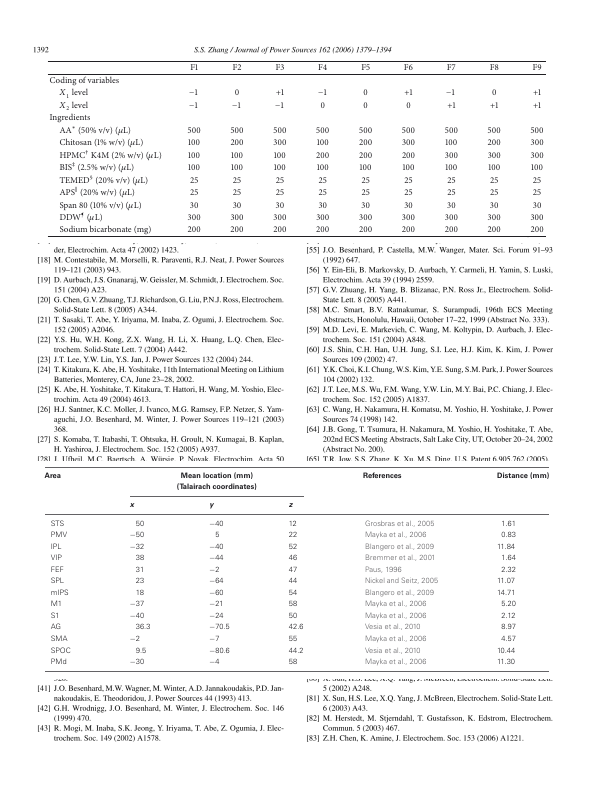 1392
S.S. Zhang / Journal of Power Sources 162 (2006) 1379–1394
F1 F2 F3 F4 F5 F6 F7 F8 F9
Coding of variables
X1 level −1 0 +1 −1 0 +1 −1 0 +1
X2 level −1 −1 −1 0 0 0 +1 +1 +1
Ingredients
AA* (50% v/v) (μL) 500 500 500 500 500 500 500 500 500
Chitosan (1% w/v) (μL) 100 200 300 100 200 300 100 200 300
HPMC† K4M (2% w/v) (μL) 100 100 100 200 200 200 300 300 300
BIS‡ (2.5% w/v) (μL) 100 100 100 100 100 100 100 100 100
TEMED§ (20% v/v) (μL) 25 25 25 25 25 25 25 25 25
APS‖ (20% w/v) (μL) 25 25 25 25 25 25 25 25 25
Span 80 (10% v/v) (μL) 30 30 30 30 30 30 30 30 30
DDW¶ (μL) 300 300 300 300 300 300 300 300 300
Sodium bicarbonate (mg) 200 200 200 200 200 200 200 200 200
der, Electrochim. Acta 47 (2002) 1423.
[18] M. Contestabile, M. Morselli, R. Paraventi, R.J. Neat, J. Power Sources
119–121 (2003) 943.
[19] D. Aurbach, J.S. Gnanaraj, W. Geissler, M. Schmidt, J. Electrochem. Soc.
151 (2004) A23.
[20] G. Chen, G.V. Zhuang, T.J. Richardson, G. Liu, P.N.J. Ross, Electrochem.
Solid-State Lett. 8 (2005) A344.
[21] T. Sasaki, T. Abe, Y. Iriyama, M. Inaba, Z. Ogumi, J. Electrochem. Soc.
152 (2005) A2046.
[22] Y.S. Hu, W.H. Kong, Z.X. Wang, H. Li, X. Huang, L.Q. Chen, Elec-
trochem. Solid-State Lett. 7 (2004) A442.
[23] J.T. Lee, Y.W. Lin, Y.S. Jan, J. Power Sources 132 (2004) 244.
[24] T. Kitakura, K. Abe, H. Yoshitake, 11th International Meeting on Lithium
Batteries, Monterey, CA, June 23–28, 2002.
[25] K. Abe, H. Yoshitake, T. Kitakura, T. Hattori, H. Wang, M. Yoshio, Elec-
trochim. Acta 49 (2004) 4613.
[26] H.J. Santner, K.C. Moller, J. Ivanco, M.G. Ramsey, F.P. Netzer, S. Yam-
aguchi, J.O. Besenhard, M. Winter, J. Power Sources 119–121 (2003)
368.
[27] S. Komaba, T. Itabashi, T. Ohtsuka, H. Groult, N. Kumagai, B. Kaplan,
H. Yashiroa, J. Electrochem. Soc. 152 (2005) A937.
[28] J. Ufheil, M.C. Baertsch, A. Würsig, P. Novak, Electrochim. Acta 50
[55] J.O. Besenhard, P. Castella, M.W. Wanger, Mater. Sci. Forum 91–93
(1992) 647.
[56] Y. Ein-Eli, B. Markovsky, D. Aurbach, Y. Carmeli, H. Yamin, S. Luski,
Electrochim. Acta 39 (1994) 2559.
[57] G.V. Zhuang, H. Yang, B. Blizanac, P.N. Ross Jr., Electrochem. Solid-
State Lett. 8 (2005) A441.
[58] M.C. Smart, B.V. Ratnakumar, S. Surampudi, 196th ECS Meeting
Abstracts, Honolulu, Hawaii, October 17–22, 1999 (Abstract No. 333).
[59] M.D. Levi, E. Markevich, C. Wang, M. Koltypin, D. Aurbach, J. Elec-
trochem. Soc. 151 (2004) A848.
[60] J.S. Shin, C.H. Han, U.H. Jung, S.I. Lee, H.J. Kim, K. Kim, J. Power
Sources 109 (2002) 47.
[61] Y.K. Choi, K.I. Chung, W.S. Kim, Y.E. Sung, S.M. Park, J. Power Sources
104 (2002) 132.
[62] J.T. Lee, M.S. Wu, F.M. Wang, Y.W. Lin, M.Y. Bai, P.C. Chiang, J. Elec-
trochem. Soc. 152 (2005) A1837.
[63] C. Wang, H. Nakamura, H. Komatsu, M. Yoshio, H. Yoshitake, J. Power
Sources 74 (1998) 142.
[64] J.B. Gong, T. Tsumura, H. Nakamura, M. Yoshio, H. Yoshitake, T. Abe,
202nd ECS Meeting Abstracts, Salt Lake City, UT, October 20–24, 2002
(Abstract No. 200).
[65] T.R. Jow, S.S. Zhang, K. Xu, M.S. Ding, U.S. Patent 6,905,762 (2005).
Area Mean location (mm) References Distance (mm)
(Talairach coordinates)
x y z
STS 50 −40 12 Grosbras et al., 2005 1.61
PMV −50 5 22 Mayka et al., 2006 0.83
IPL −32 −40 52 Blangero et al., 2009 11.84
VIP 38 −44 46 Bremmer et al., 2001 1.64
FEF 31 −2 47 Paus, 1996 2.32
SPL 23 −64 44 Nickel and Seitz, 2005 11.07
mIPS 18 −60 54 Blangero et al., 2009 14.71
M1 −37 −21 58 Mayka et al., 2006 5.20
S1 −40 −24 50 Mayka et al., 2006 2.12
AG 36.3 −70.5 42.6 Vesia et al., 2010 8.97
SMA −2 −7 55 Mayka et al., 2006 4.57
SPOC 9.5 −80.6 44.2 Vesia et al., 2010 10.44
PMd −30 −4 58 Mayka et al., 2006 11.30
[41] J.O. Besenhard, M.W. Wagner, M. Winter, A.D. Jannakoudakis, P.D. Jan-
nakoudakis, E. Theodoridou, J. Power Sources 44 (1993) 413.
[42] G.H. Wrodnigg, J.O. Besenhard, M. Winter, J. Electrochem. Soc. 146
(1999) 470.
[43] R. Mogi, M. Inaba, S.K. Jeong, Y. Iriyama, T. Abe, Z. Ogumia, J. Elec-
trochem. Soc. 149 (2002) A1578.
[80] X. Sun, H.S. Lee, X.Q. Yang, J. McBreen, Electrochem. Solid-State Lett.
5 (2002) A248.
[81] X. Sun, H.S. Lee, X.Q. Yang, J. McBreen, Electrochem. Solid-State Lett.
6 (2003) A43.
[82] M. Herstedt, M. Stjerndahl, T. Gustafsson, K. Edstrom, Electrochem.
Commun. 5 (2003) 467.
[83] Z.H. Chen, K. Amine, J. Electrochem. Soc. 153 (2006) A1221.